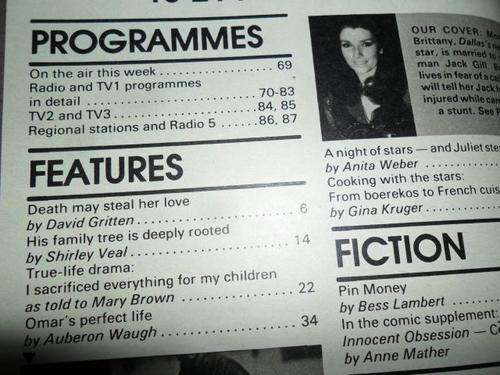 PROGRAMMES
On the air this week .......................... 69
Radio and TV1 programmes
in detail .............................. 70-83
TV2 and TV3 .......................... 84, 85
Regional stations and Radio 5 ....... 86, 87
FEATURES
Death may steal her love
by David Gritten .......................... 6
His family tree is deeply rooted
by Shirley Veal .......................... 14
True-life drama:
I sacrificed everything for my children
as told to Mary Brown .................. 22
Omar's perfect life
by Auberon Waugh ...................... 34
OUR COVER:
Brittany, Dallas's
star, is married to
man Jack Gill
lives in fear of a
will tell her Jack
injured while
a stunt. See
A night of stars — and Juliet
by Anita Weber ..........
Cooking with the stars:
From boerekos to French
by Gina Kruger ..........
FICTION
Pin Money
by Bess Lambert ......
In the comic supplement:
Innocent Obsession —
by Anne Mather